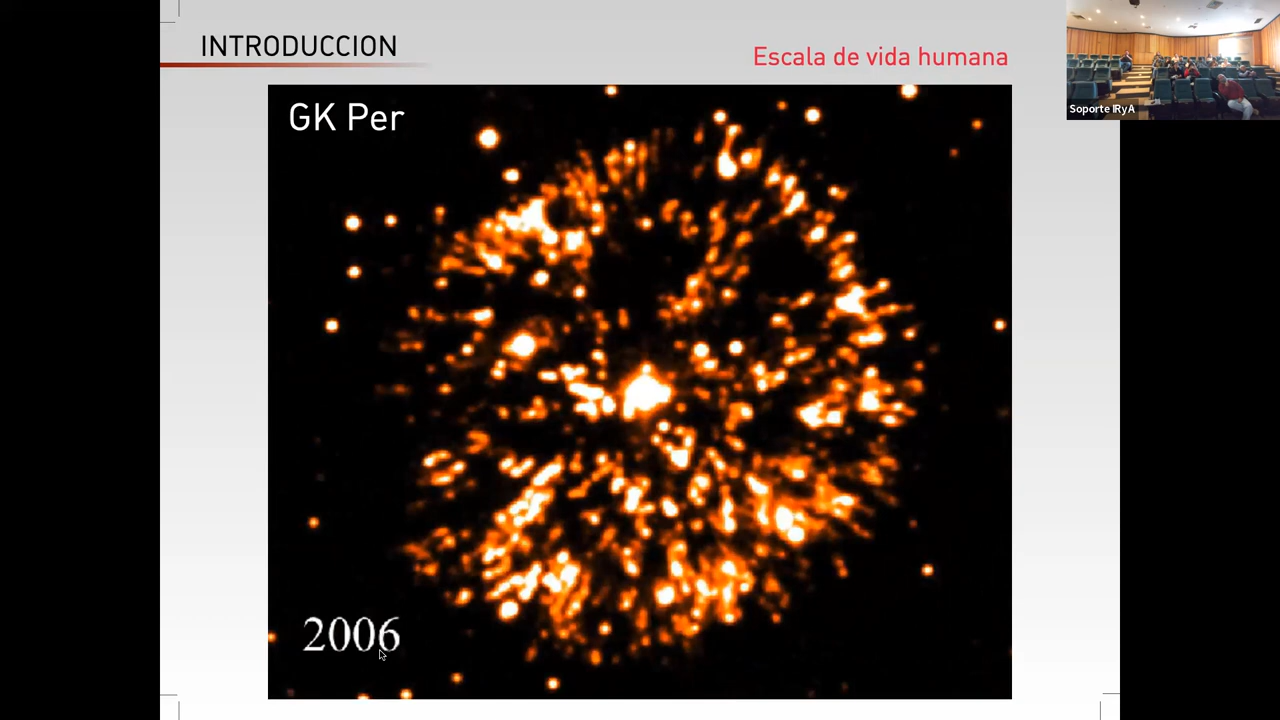 INTRODUCCION
Escala de vida humana
GK Per
Soporte IRyA
2006